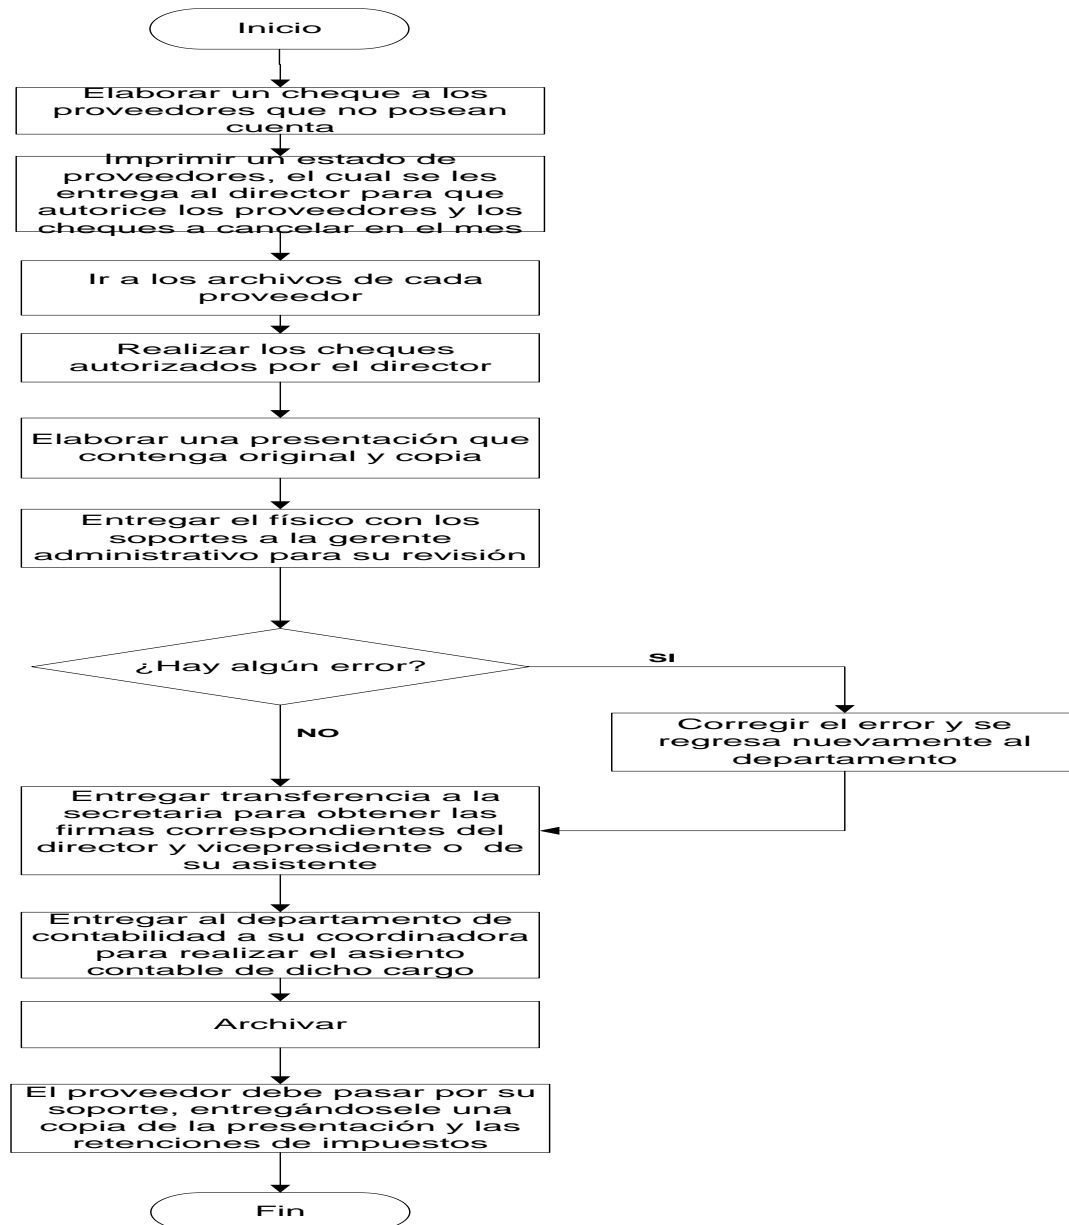 Inicio
Elaborar un cheque a los
proveedores que no posean
cuenta
Imprimir un estado de
proveedores, el cual se les
entrega al director para que
autorice los proveedores y los
cheques a cancelar en el mes
Ir a los archivos de cada
proveedor
Realizar los cheques
autorizados por el director
Elaborar una presentación que
contenga original y copia
Entregar el físico con los
soportes a la gerente
administrativo para su revisión
¿Hay algún error?
SI
NO
Corregir el error y se
regresa nuevamente al
departamento
Entregar transferencia a la
secretaria para obtener las
firmas correspondientes del
director y vicepresidente o de
su asistente
Entregar al departamento de
contabilidad a su coordinadora
para realizar el asiento
contable de dicho cargo
Archivar
El proveedor debe pasar por su
soporte, entregándosele una
copia de la presentación y las
retenciones de impuestos
Fin